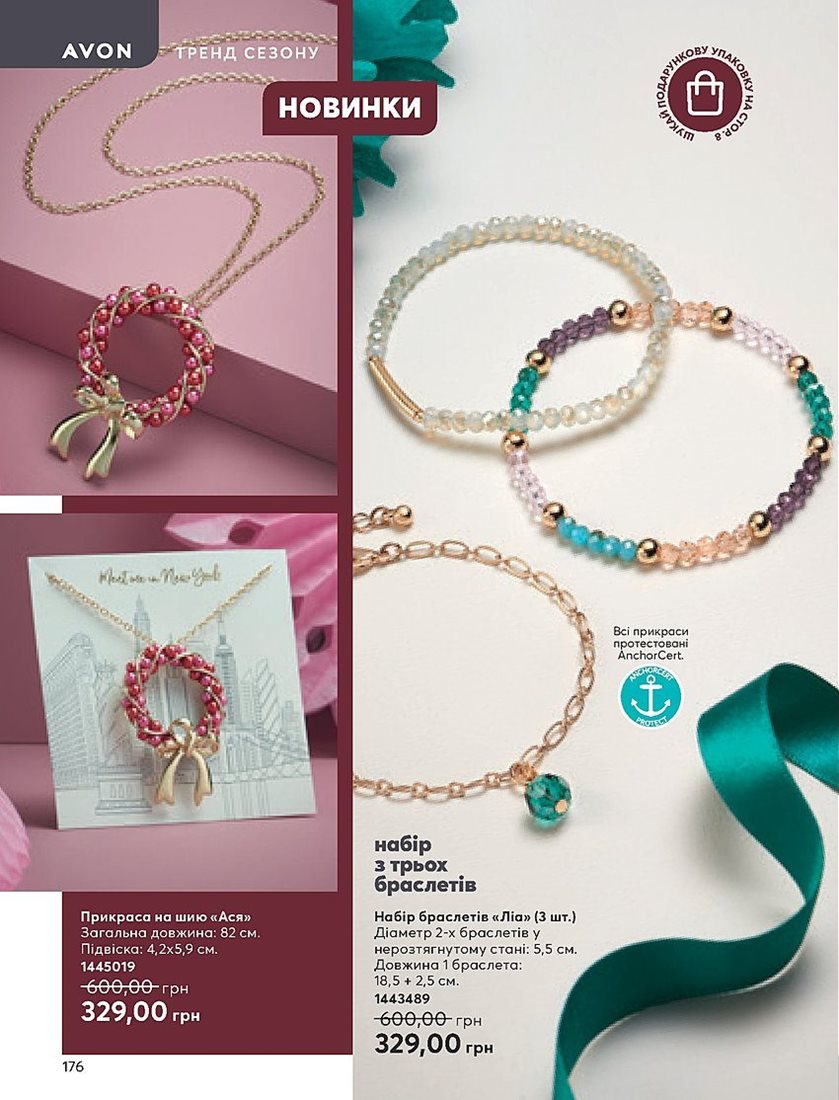 AVON
ТРЕНД СЕЗОНУ
НОВИНКИ
ШУКАЙ ПОДАРУНКОВУ УПАКОВКУ НА СТОР. 8
Meet me in New York
Всі прикраси
протестовані
AnchorCert.
ANCHORCERT
PROTECT
набір
з трьох
браслетів
Прикраса на шию «Ася»
Загальна довжина: 82 см.
Підвіска: 4,2х5,9 см.
1445019
600,00 грн
329,00 грн
Набір браслетів «Ліа» (3 шт.)
Діаметр 2-х браслетів у
нерозтягнутому стані: 5,5 см.
Довжина 1 браслета:
18,5 + 2,5 см.
1443489
600,00 грн
329,00 грн
176